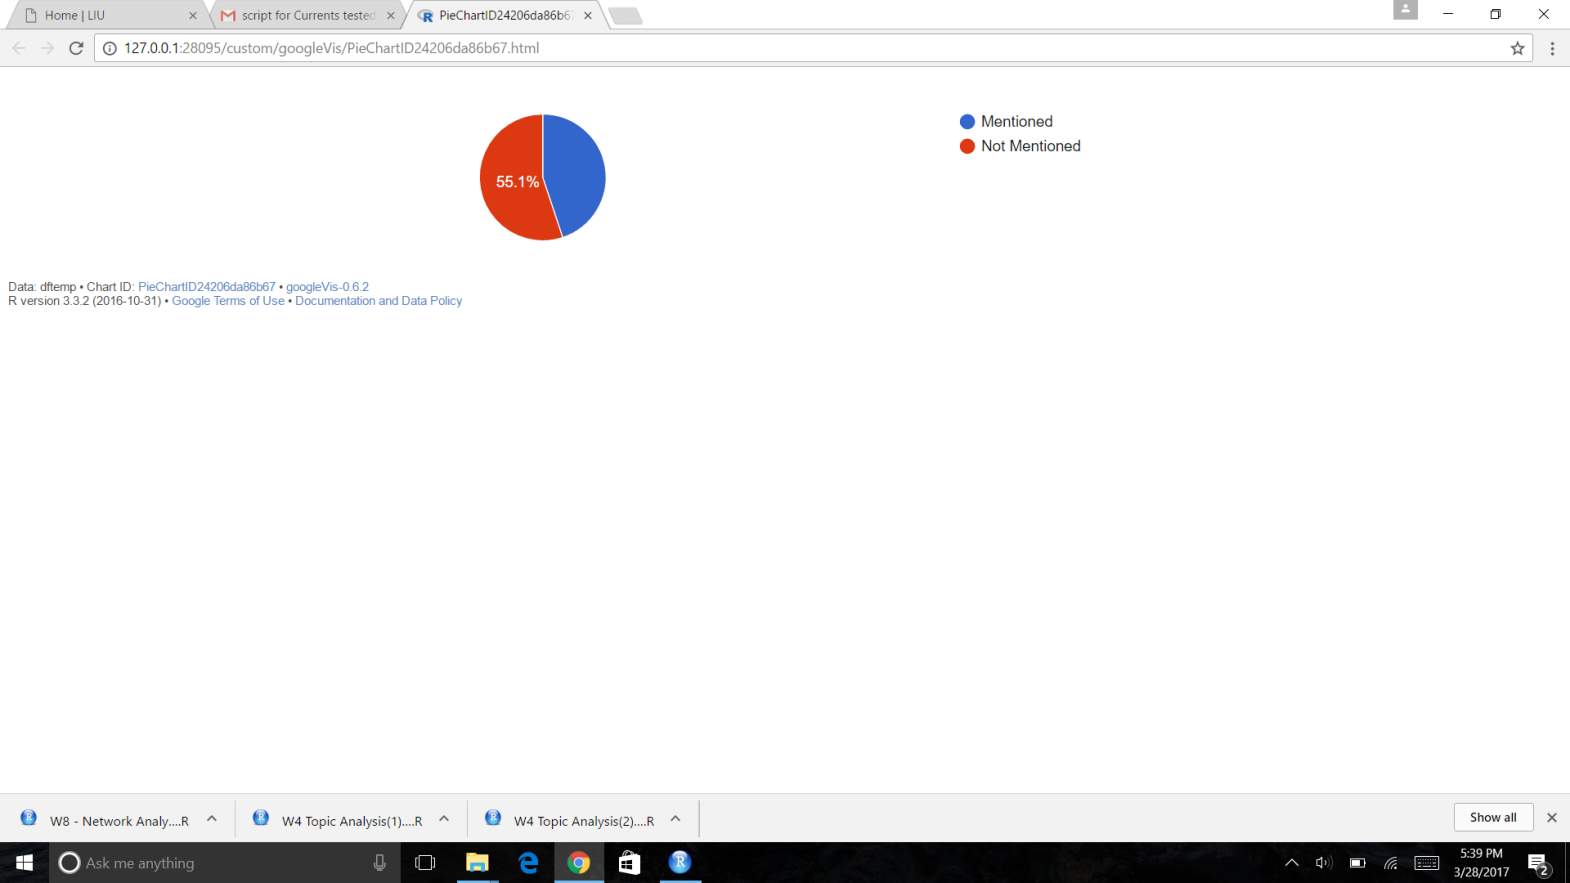 Home | LIU
script for Currents tested
PieChartID24206da86b67
127.0.0.1:28095/custom/googleVis/PieChartID24206da86b67.html
Mentioned
Not Mentioned
55.1%
Data: dftemp • Chart ID: PieChartID24206da86b67 • googleVis-0.6.2
R version 3.3.2 (2016-10-31) • Google Terms of Use • Documentation and Data Policy
W8 - Network Analy....R
W4 Topic Analysis(1)....R
W4 Topic Analysis(2)....R
Show all
Ask me anything
5:39 PM
3/28/2017
2